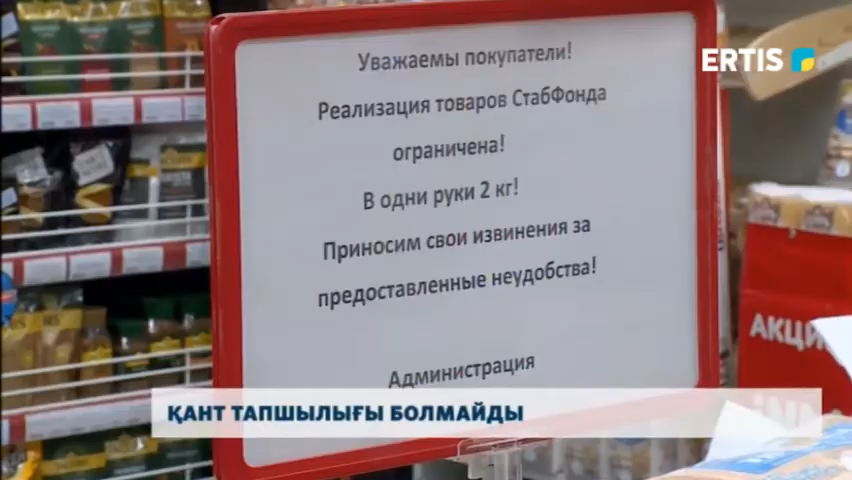 ERTIS
Уважаемы покупатели!
Реализация товаров СтабФонда
ограничена!
В одни руки 2 кг!
Приносим свои извинения за
предоставленные неудобства!
Администрация
АКЦИ
ҚАНТ ТАПШЫЛЫҒЫ БОЛМАЙДЫ